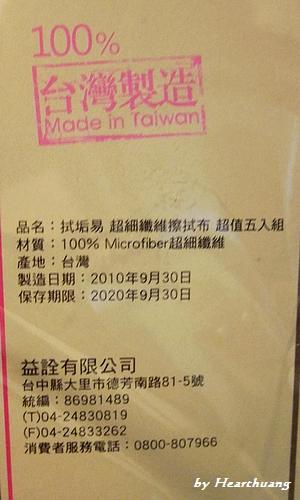 100%
台灣製造
Made in Taiwan
品名：拭垢易 超細纖維擦拭布 超值五入組
材質：100% Microfiber超細纖維
產地：台灣
製造日期：2010年9月30日
保存期限：2020年9月30日
益詮有限公司
台中縣大里市德芳南路81-5號
統編：86981489
(T)04-24830819
(F)04-24833262
消費者服務電話：0800-807966
by Hearthuang